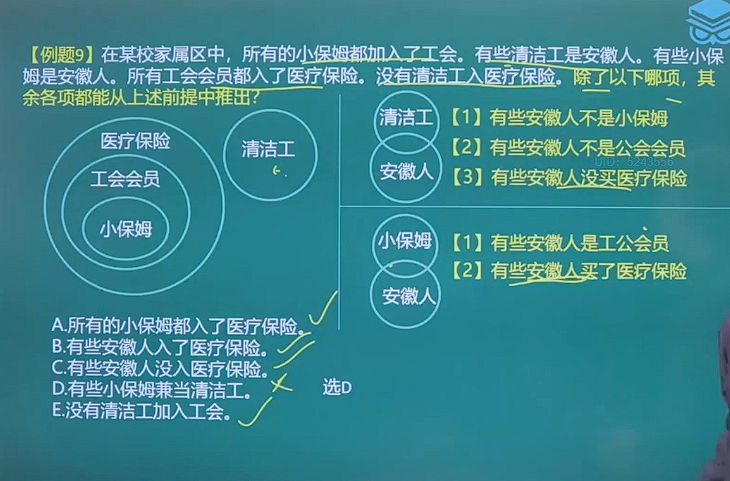 【例题9】在某校家属区中，所有的小保姆都加入了工会。有些清洁工是安徽人。有些小保
姆是安徽人。所有工会会员都入了医疗保险。没有清洁工入医疗保险。除了以下哪项，其
余各项都能从上述前提中推出？
医疗保险
工会会员
小保姆
清洁工
清洁工
安徽人
【1】有些安徽人不是小保姆
【2】有些安徽人不是公会会员
UID: 5243556
【3】有些安徽人没买医疗保险
小保姆
安徽人
【1】有些安徽人是工公会员
【2】有些安徽人买了医疗保险
A.所有的小保姆都入了医疗保险。
B.有些安徽人入了医疗保险。
C.有些安徽人没入医疗保险。
D.有些小保姆兼当清洁工。
选D
E.没有清洁工加入工会。